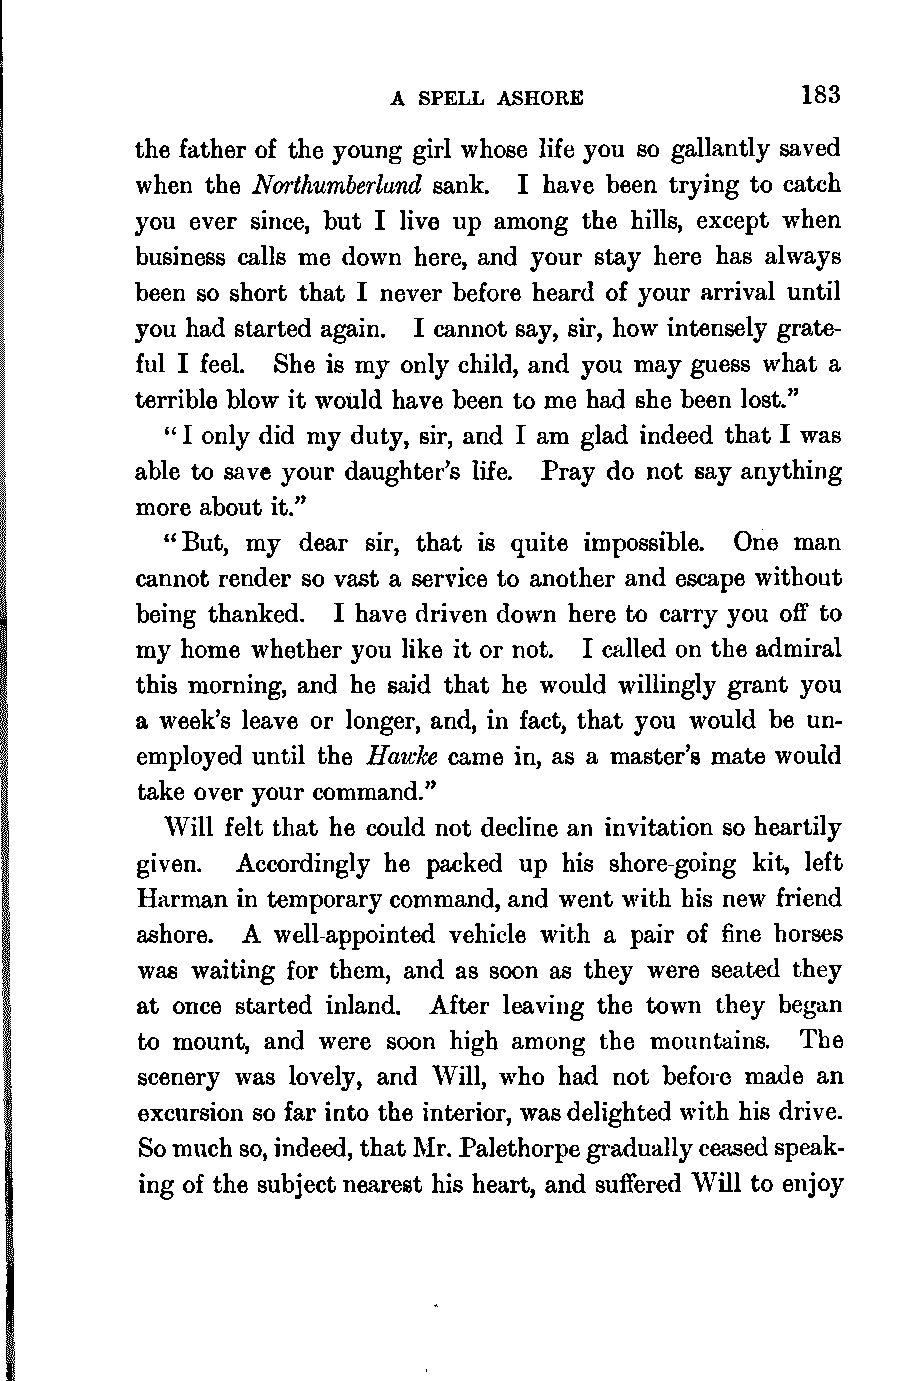 A SPELL ASHORE 183
the father of the young girl whose life you so gallantly saved
when the Northumberland sank. I have been trying to catch
you ever since, but I live up among the hills, except when
business calls me down here, and your stay here has always
been so short that I never before heard of your arrival until
you had started again. I cannot say, sir, how intensely grate-
ful I feel. She is my only child, and you may guess what a
terrible blow it would have been to me had she been lost.”
“I only did my duty, sir, and I am glad indeed that I was
able to save your daughter’s life. Pray do not say anything
more about it.”
“But, my dear sir, that is quite impossible. One man
cannot render so vast a service to another and escape without
being thanked. I have driven down here to carry you off to
my home whether you like it or not. I called on the admiral
this morning, and he said that he would willingly grant you
a week’s leave or longer, and, in fact, that you would be un-
employed until the Hawke came in, as a master’s mate would
take over your command.”
Will felt that he could not decline an invitation so heartily
given. Accordingly he packed up his shore-going kit, left
Harman in temporary command, and went with his new friend
ashore. A well-appointed vehicle with a pair of fine horses
was waiting for them, and as soon as they were seated they
at once started inland. After leaving the town they began
to mount, and were soon high among the mountains. The
scenery was lovely, and Will, who had not before made an
excursion so far into the interior, was delighted with his drive.
So much so, indeed, that Mr. Palethorpe gradually ceased speak-
ing of the subject nearest his heart, and suffered Will to enjoy